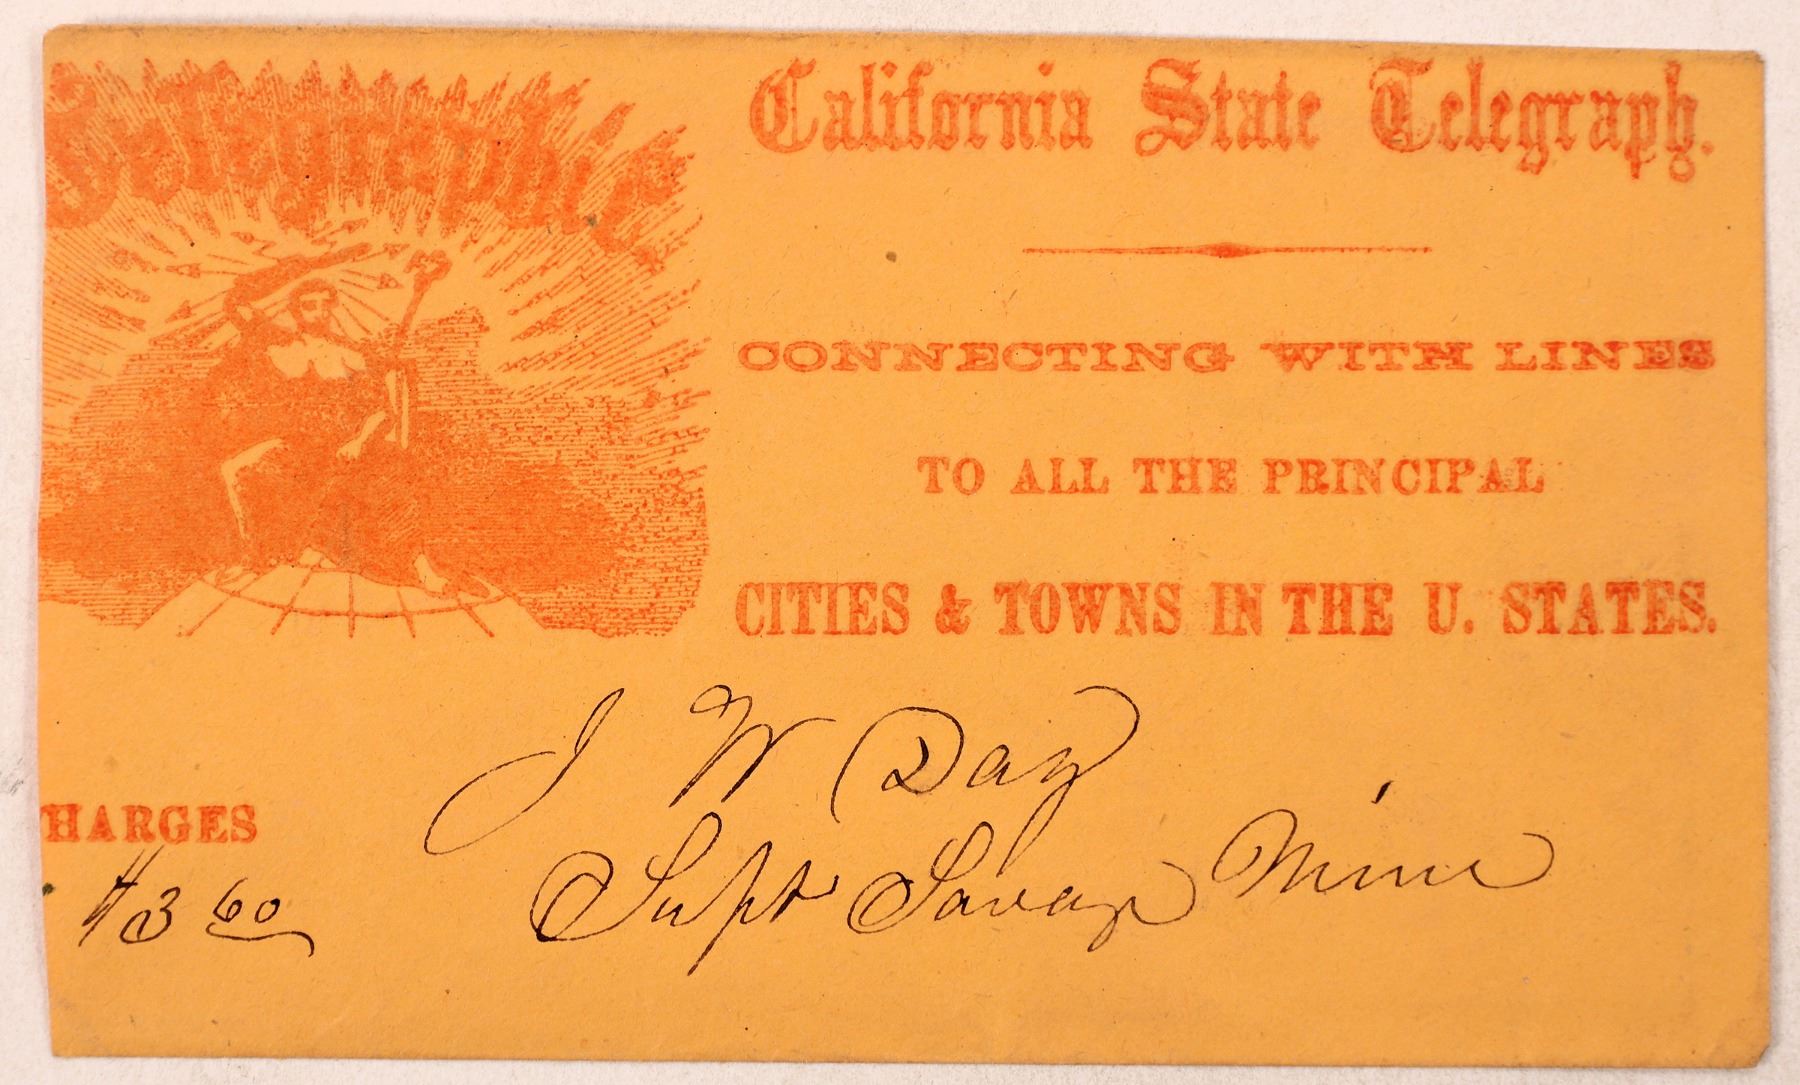 Telegraphic
California State Telegraph.
CONNECTING WITH LINES
TO ALL THE PRINCIPAL
CITIES & TOWNS IN THE U. STATES.
J W Day
Supt Savage Mine
HARGES
$3 60